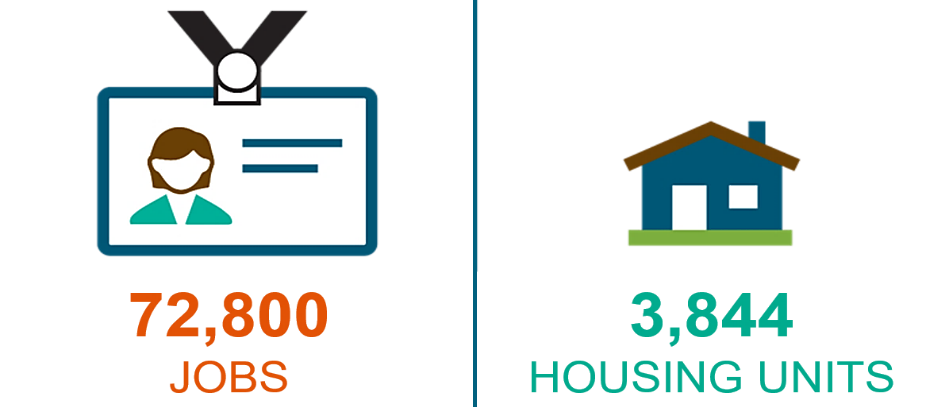 72,800
JOBS
3,844
HOUSING UNITS